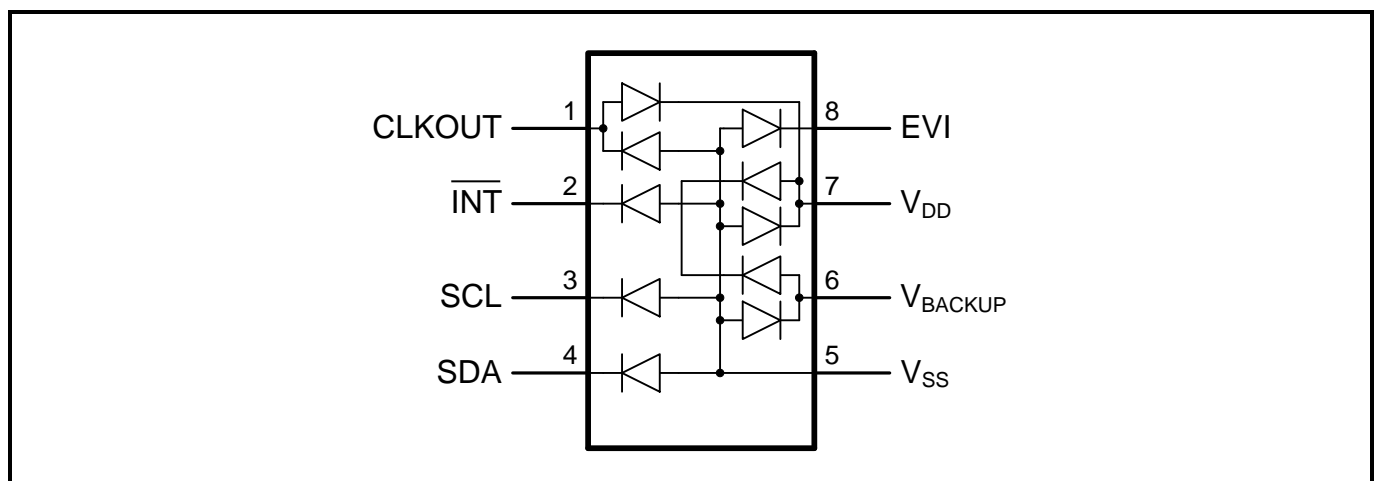 CLKOUT 1 8 EVI
INT 2 7 VDD
SCL 3 6 VBACKUP
SDA 4 5 VSS